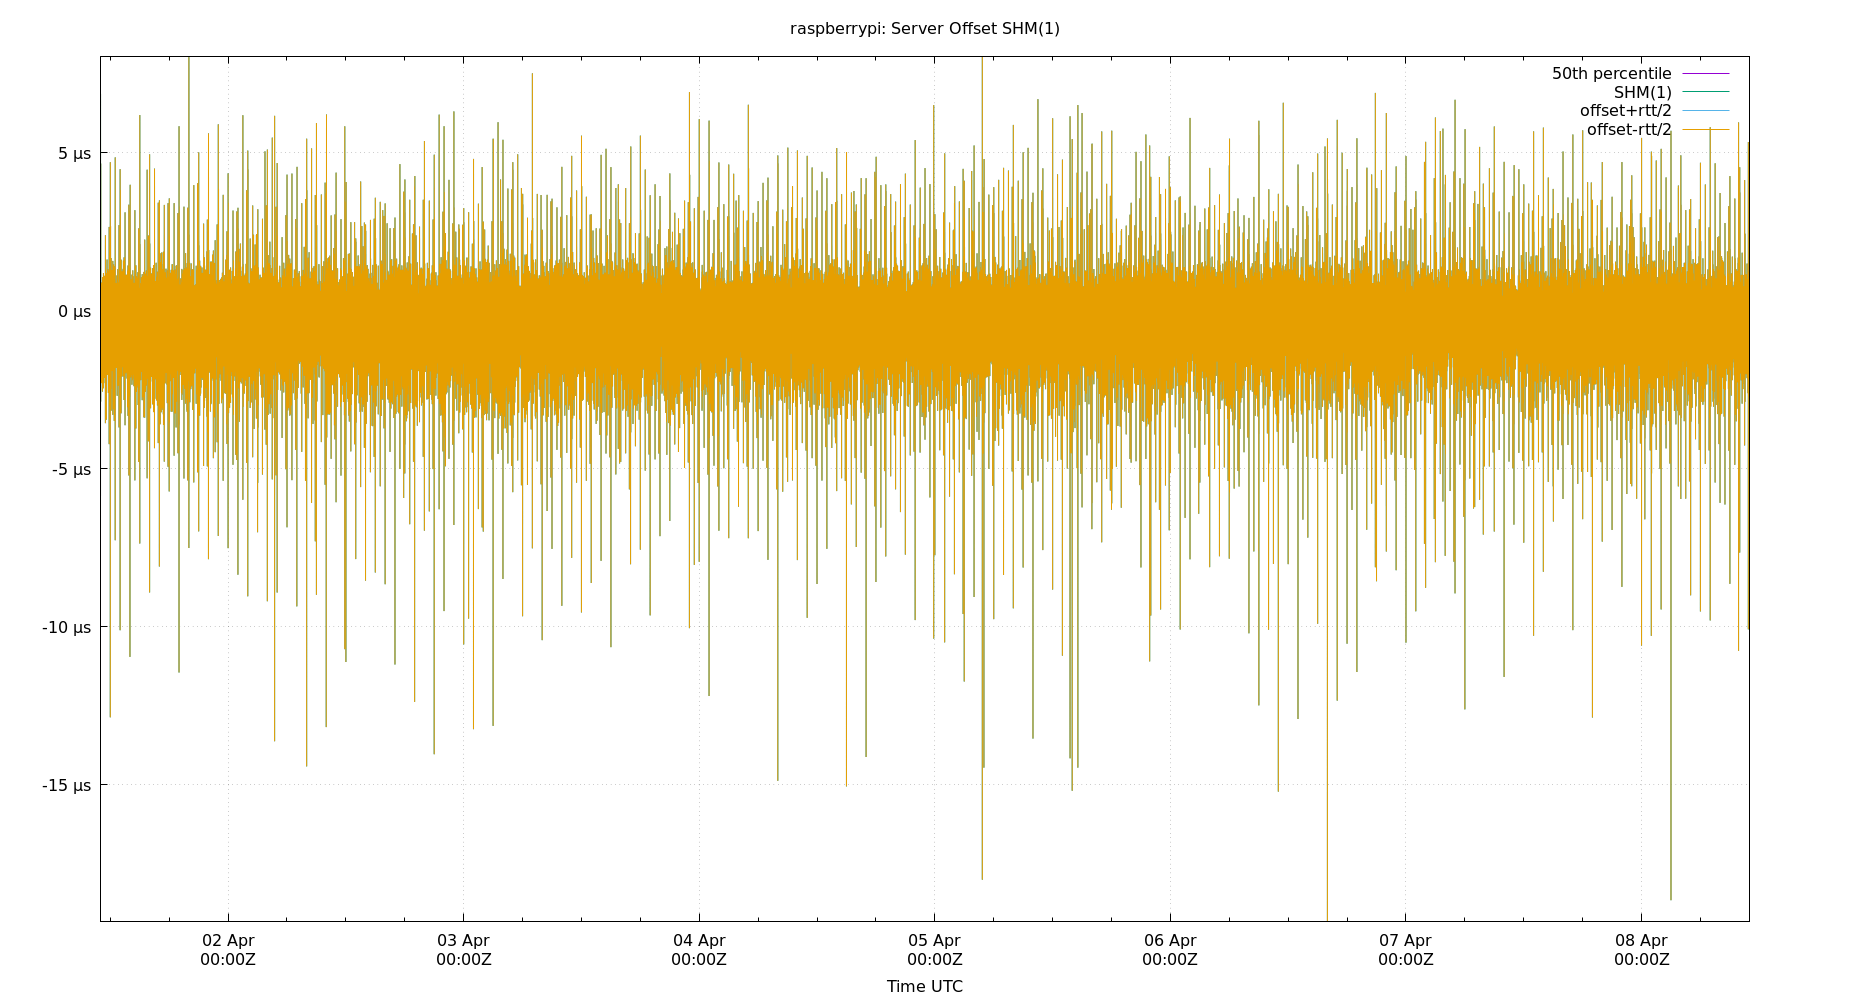 raspberrypi: Server Offset SHM(1)
50th percentile
SHM(1)
offset+rtt/2
offset-rtt/2
5 µs
0 µs
-5 µs
-10 µs
-15 µs
02 Apr 03 Apr 04 Apr 05 Apr 06 Apr 07 Apr 08 Apr
00:00Z 00:00Z 00:00Z 00:00Z 00:00Z 00:00Z 00:00Z
Time UTC